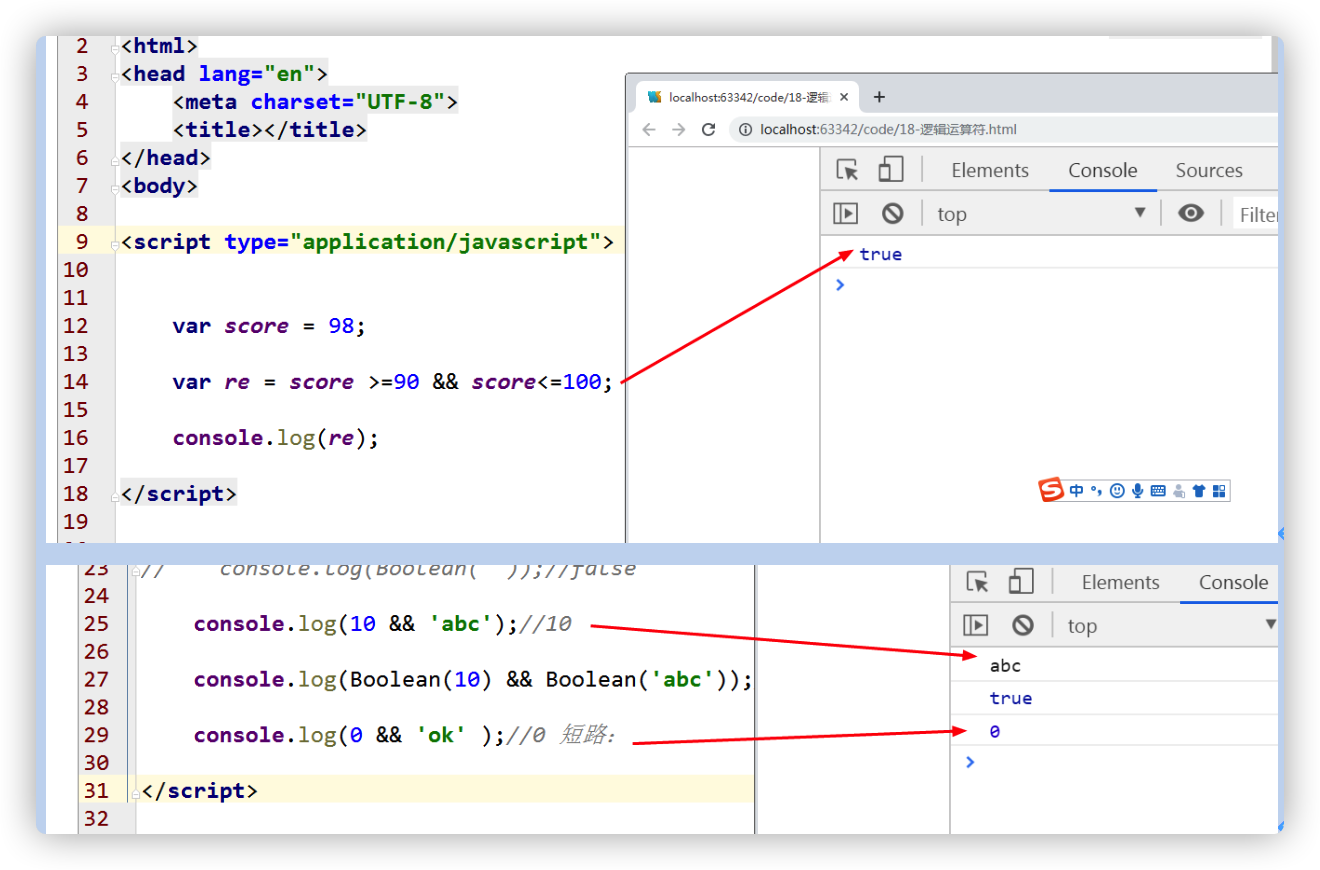 2 <html>
3 <head lang="en">
4 <meta charset="UTF-8">
5 <title></title>
6 </head>
7 <body>
8
9 <script type="application/javascript">
10
11
12 var score = 98;
13
14 var re = score >=90 && score<=100;
15
16 console.log(re);
17
18 </script>
19
localhost:63342/code/18-逻辑
localhost:63342/code/18-逻辑运算符.html
Elements Console Sources
top Filter
true
中
23 // console.log(Boolean(" "));//false
24
25 console.log(10 && 'abc');//10
26
27 console.log(Boolean(10) && Boolean('abc'));
28
29 console.log(0 && 'ok' );//0 短路：
30
31 </script>
32
Elements Console
top
abc
true
0